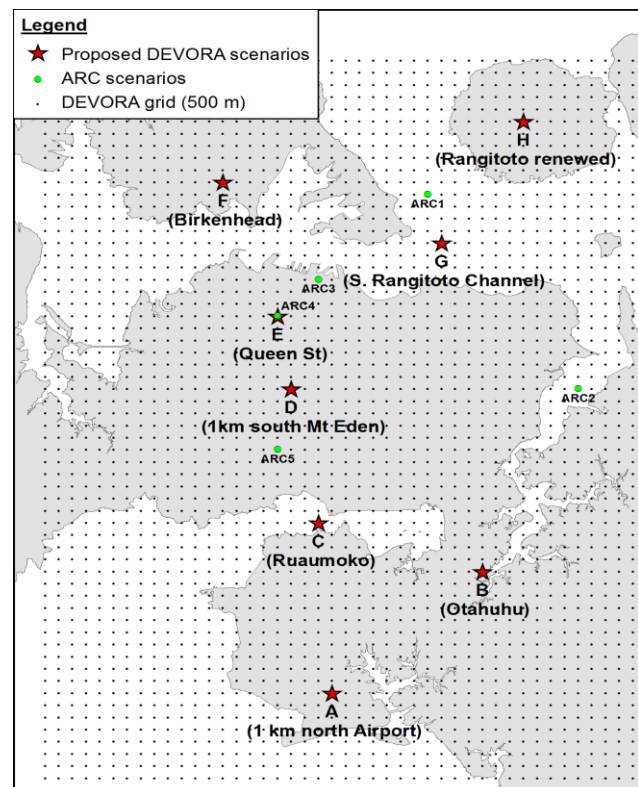 Legend
Proposed DEVORA scenarios
ARC scenarios
DEVORA grid (500 m)
H
(Rangitoto renewed)
F
(Birkenhead)
ARC1
G
(S. Rangitoto Channel)
ARC3
ARC4
E
(Queen St)
D
(1km south Mt Eden)
ARC2
ARC5
C
(Ruaumoko)
B
(Otahuhu)
A
(1 km north Airport)